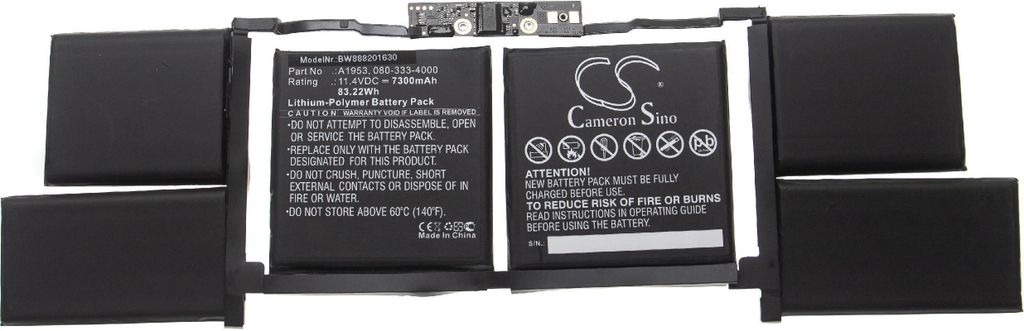 ModelNr. BW888201630
Part No :A1953, 080-333-4000
Rating :11.4VDC ⎓ 7300mAh
83.22Wh
Lithium-Polymer Battery Pack
CAUTION: WARRANTY VOID IF LABEL IS REMOVED
•DO NOT ATTEMPT TO DISASSEMBLE, OPEN
OR SERVICE THE BATTERY PACK.
•REPLACE ONLY WITH THE BATTERY PACK
DESIGNATED FOR THIS PRODUCT.
•DO NOT CRUSH, PUNCTURE, SHORT
EXTERNAL CONTACTS OR DISPOSE OF IN
FIRE OR WATER.
•DO NOT STORE ABOVE 60°C (140°F).
CE
Made In China
CS
Cameron Sino
Pb
ATTENTION!
NEW BATTERY PACK MUST BE FULLY
CHARGED BEFORE USE.
TO REDUCE RISK OF FIRE OR BURNS
READ INSTRUCTIONS IN OPERATING GUIDE
BEFORE USING THE BATTERY.
S/N.: